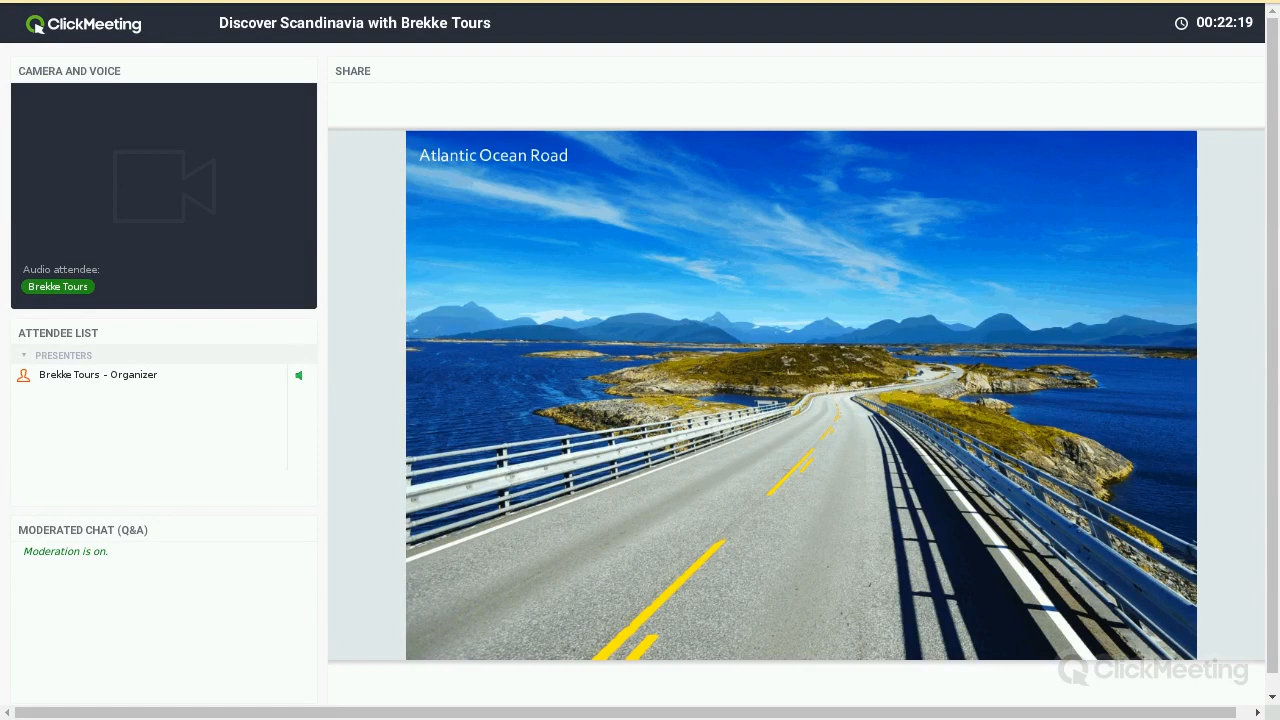 ClickMeeting
Discover Scandinavia with Brekke Tours
00:22:19
CAMERA AND VOICE
Audio attendee:
Brekke Tours
ATTENDEE LIST
PRESENTERS
Brekke Tours - Organizer
MODERATED CHAT (Q&A)
Moderation is on.
SHARE
Atlantic Ocean Road
ClickMeeting